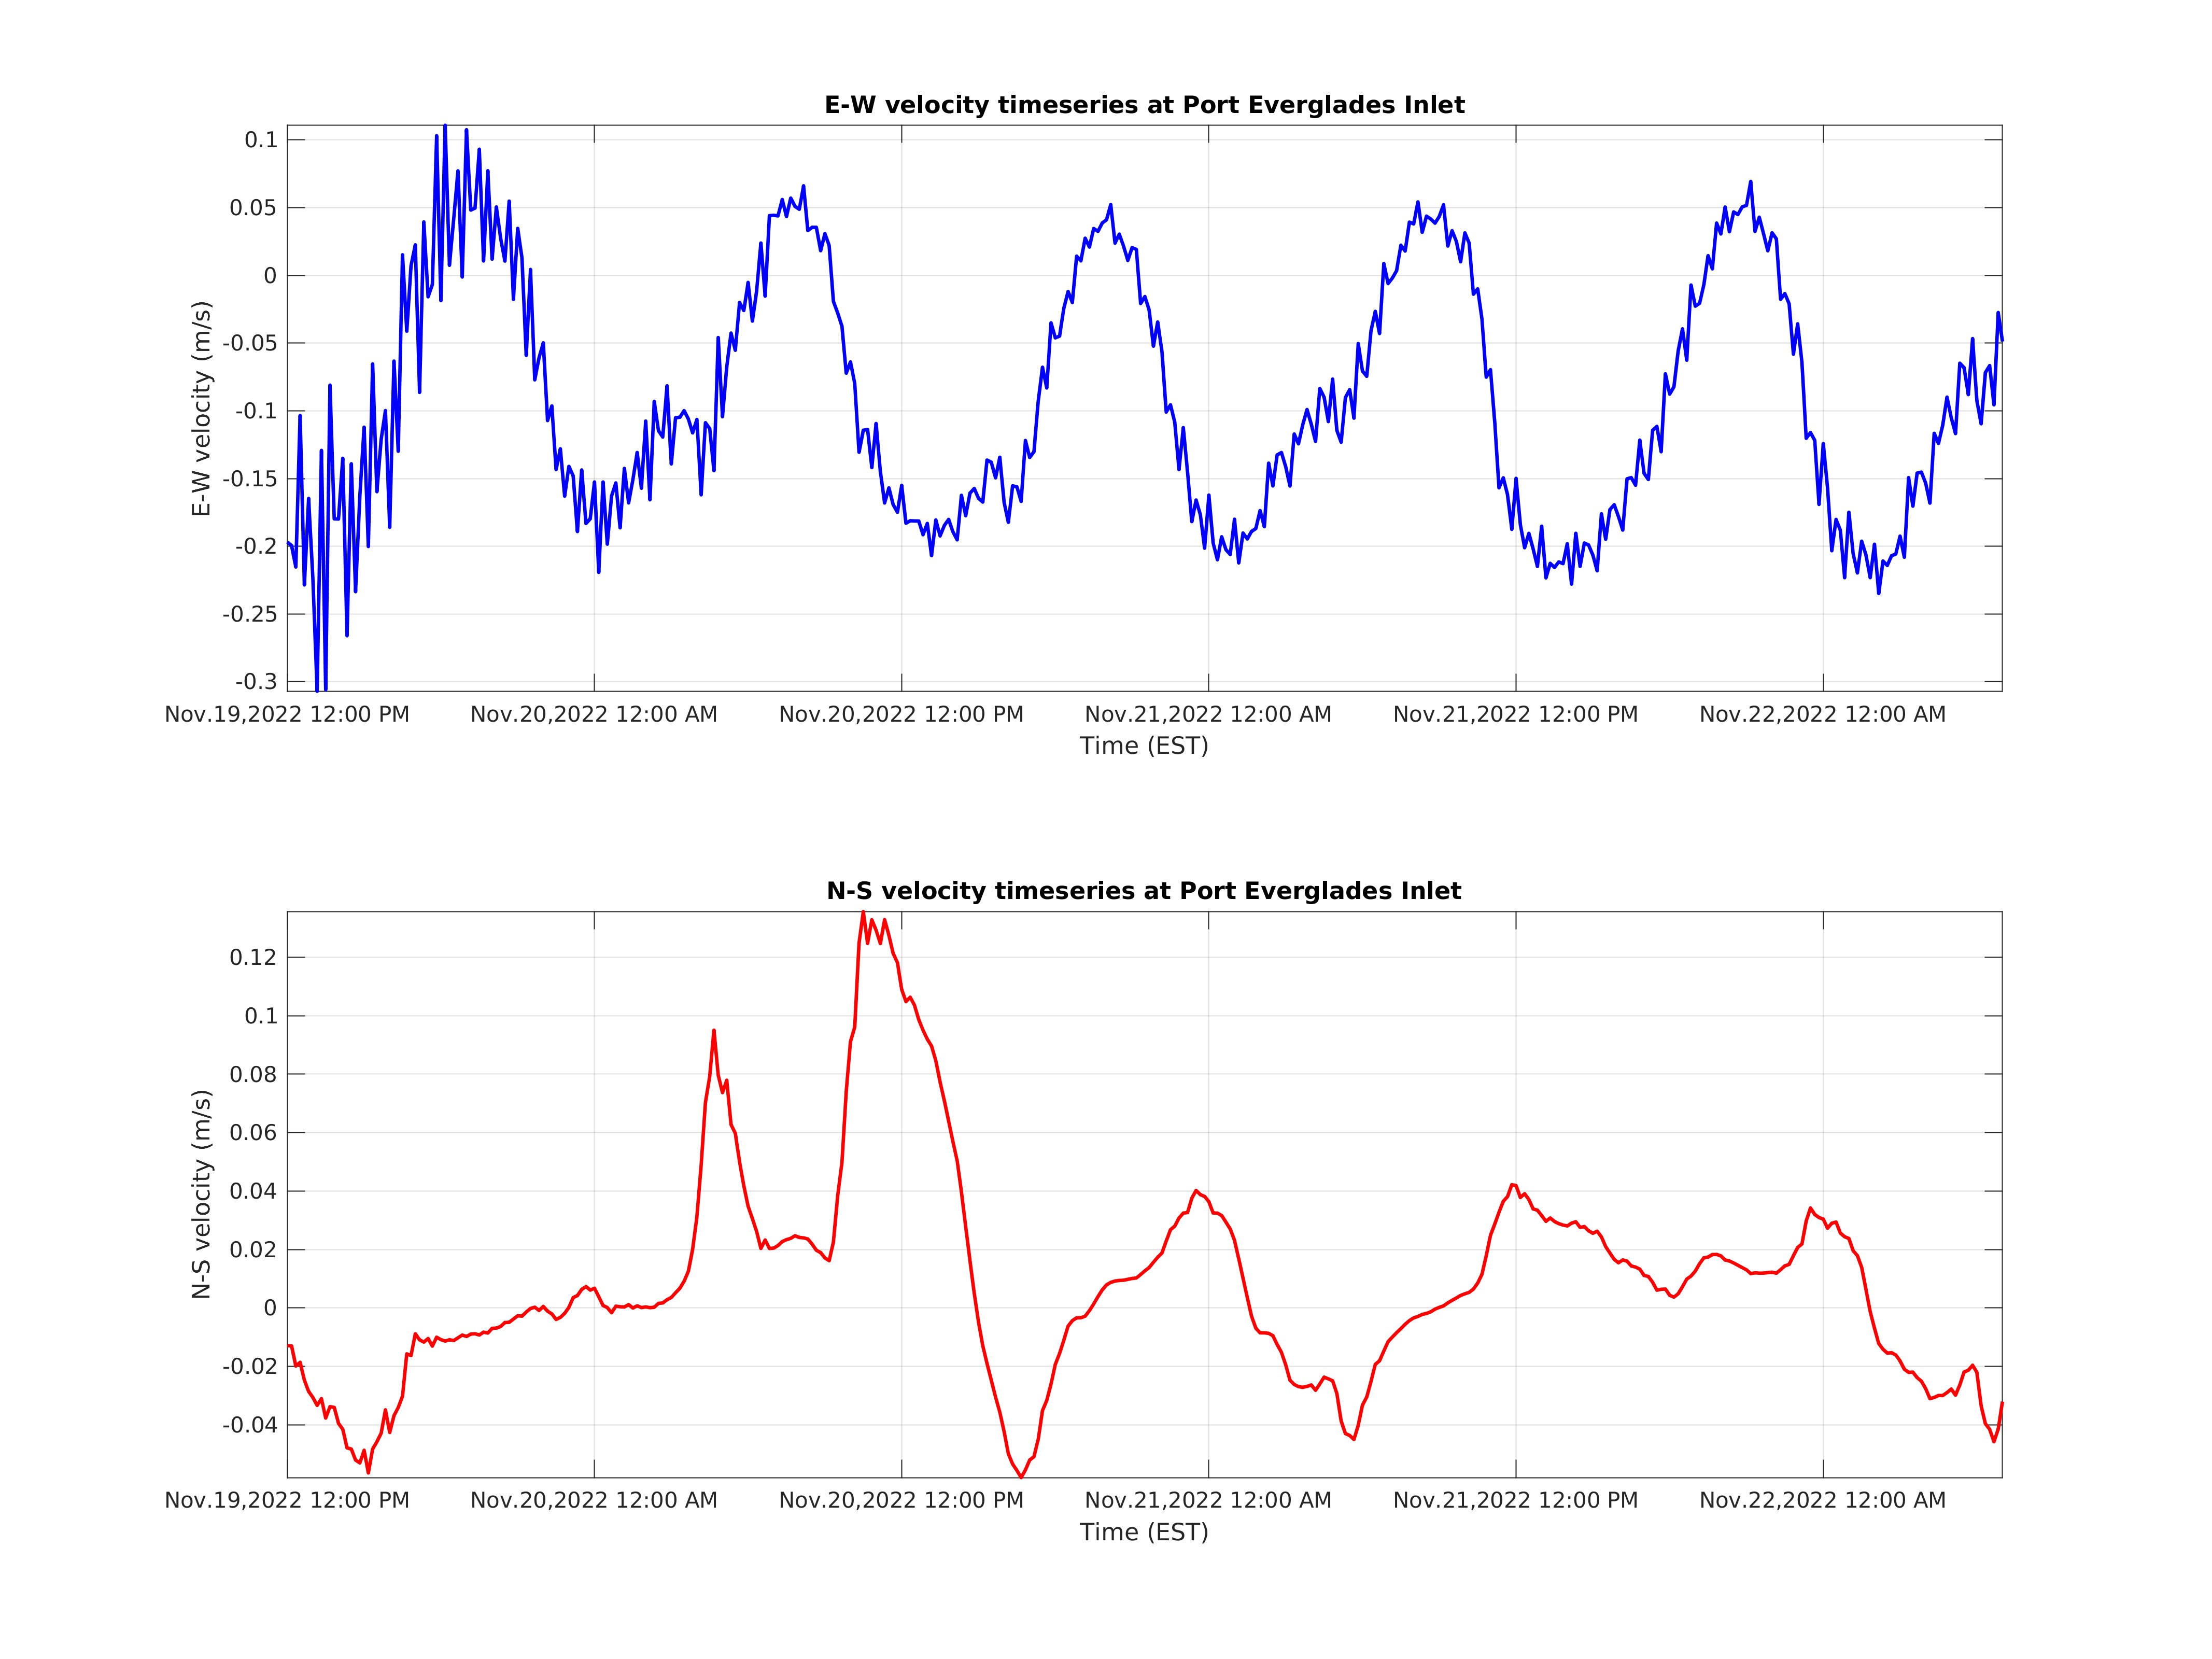 E-W velocity timeseries at Port Everglades Inlet
0.1
0.05
0
-0.05
-0.1
-0.15
-0.2
-0.25
-0.3
E-W velocity (m/s)
Nov.19,2022 12:00 PM Nov.20,2022 12:00 AM Nov.20,2022 12:00 PM Nov.21,2022 12:00 AM Nov.21,2022 12:00 PM Nov.22,2022 12:00 AM
Time (EST)
N-S velocity timeseries at Port Everglades Inlet
0.12
0.1
0.08
0.06
0.04
0.02
0
-0.02
-0.04
N-S velocity (m/s)
Nov.19,2022 12:00 PM Nov.20,2022 12:00 AM Nov.20,2022 12:00 PM Nov.21,2022 12:00 AM Nov.21,2022 12:00 PM Nov.22,2022 12:00 AM
Time (EST)